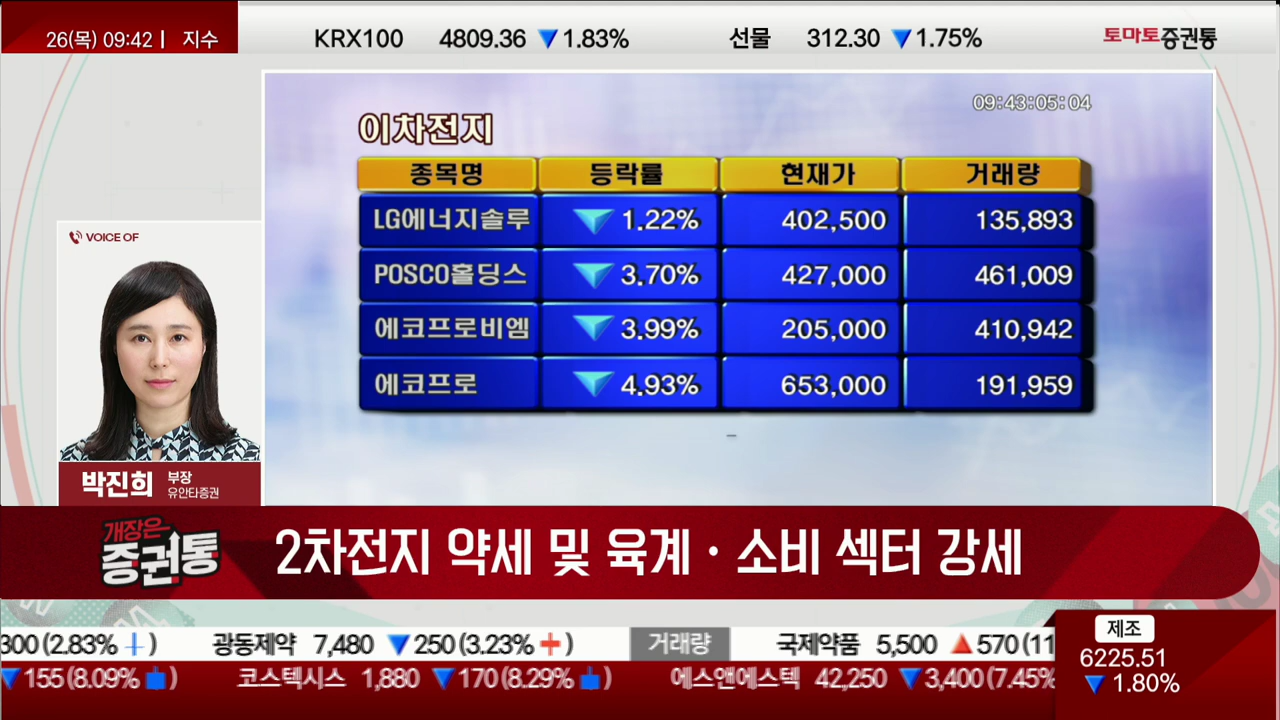 26(목) 09:42 | 지수 KRX100 4809.36 ▼1.83% 선물 312.30 ▼1.75% 토마토증권통
09:43:05:04
이차전지
종목명 등락률 현재가 거래량
LG에너지솔루 ▼ 1.22% 402,500 135,893
POSCO홀딩스 ▼ 3.70% 427,000 461,009
에코프로비엠 ▼ 3.99% 205,000 410,942
에코프로 ▼ 4.93% 653,000 191,959
VOICE OF
박진희 부장
유안타증권
개장은
증권통
2차전지 약세 및 육계·소비 섹터 강세
300 (2.83% ) 광동제약 7,480 ▼250 (3.23% ) 거래량 국제약품 5,500 ▲570 (11
▼155 (8.09% ) 코스텍시스 1,880 ▼170 (8.29% ) 에스앤에스텍 42,250 ▼3,400 (7.45%
제조
6225.51
▼1.80%